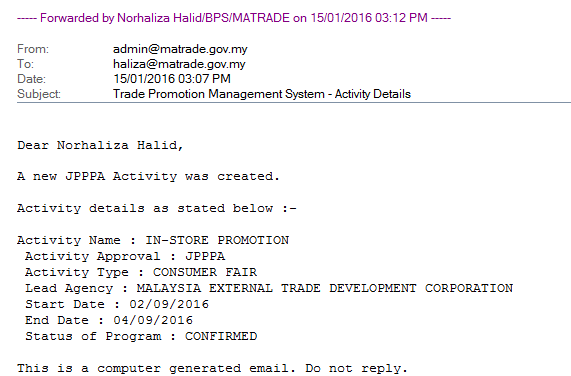 ----- Forwarded by Norhaliza Halid/BPS/MATRADE on 15/01/2016 03:12 PM -----
From: admin@matrade.gov.my
To: haliza@matrade.gov.my
Date: 15/01/2016 03:07 PM
Subject: Trade Promotion Management System - Activity Details
Dear Norhaliza Halid,
A new JPPPA Activity was created.
Activity details as stated below :-
Activity Name : IN-STORE PROMOTION
Activity Approval : JPPPA
Activity Type : CONSUMER FAIR
Lead Agency : MALAYSIA EXTERNAL TRADE DEVELOPMENT CORPORATION
Start Date : 02/09/2016
End Date : 04/09/2016
Status of Program : CONFIRMED
This is a computer generated email. Do not reply.